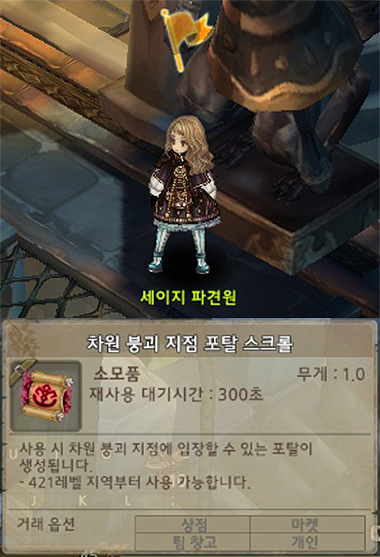 세이지 파견원
차원 붕괴 지점 포탈 스크롤
소모품 무게 : 1.0
재사용 대기시간 : 300초
사용 시 차원 붕괴 지점에 입장할 수 있는 포탈이
생성됩니다.
- 421레벨 지역부터 사용 가능합니다.
J K L
거래 옵션 상점 마켓
팀 창고 개인
45